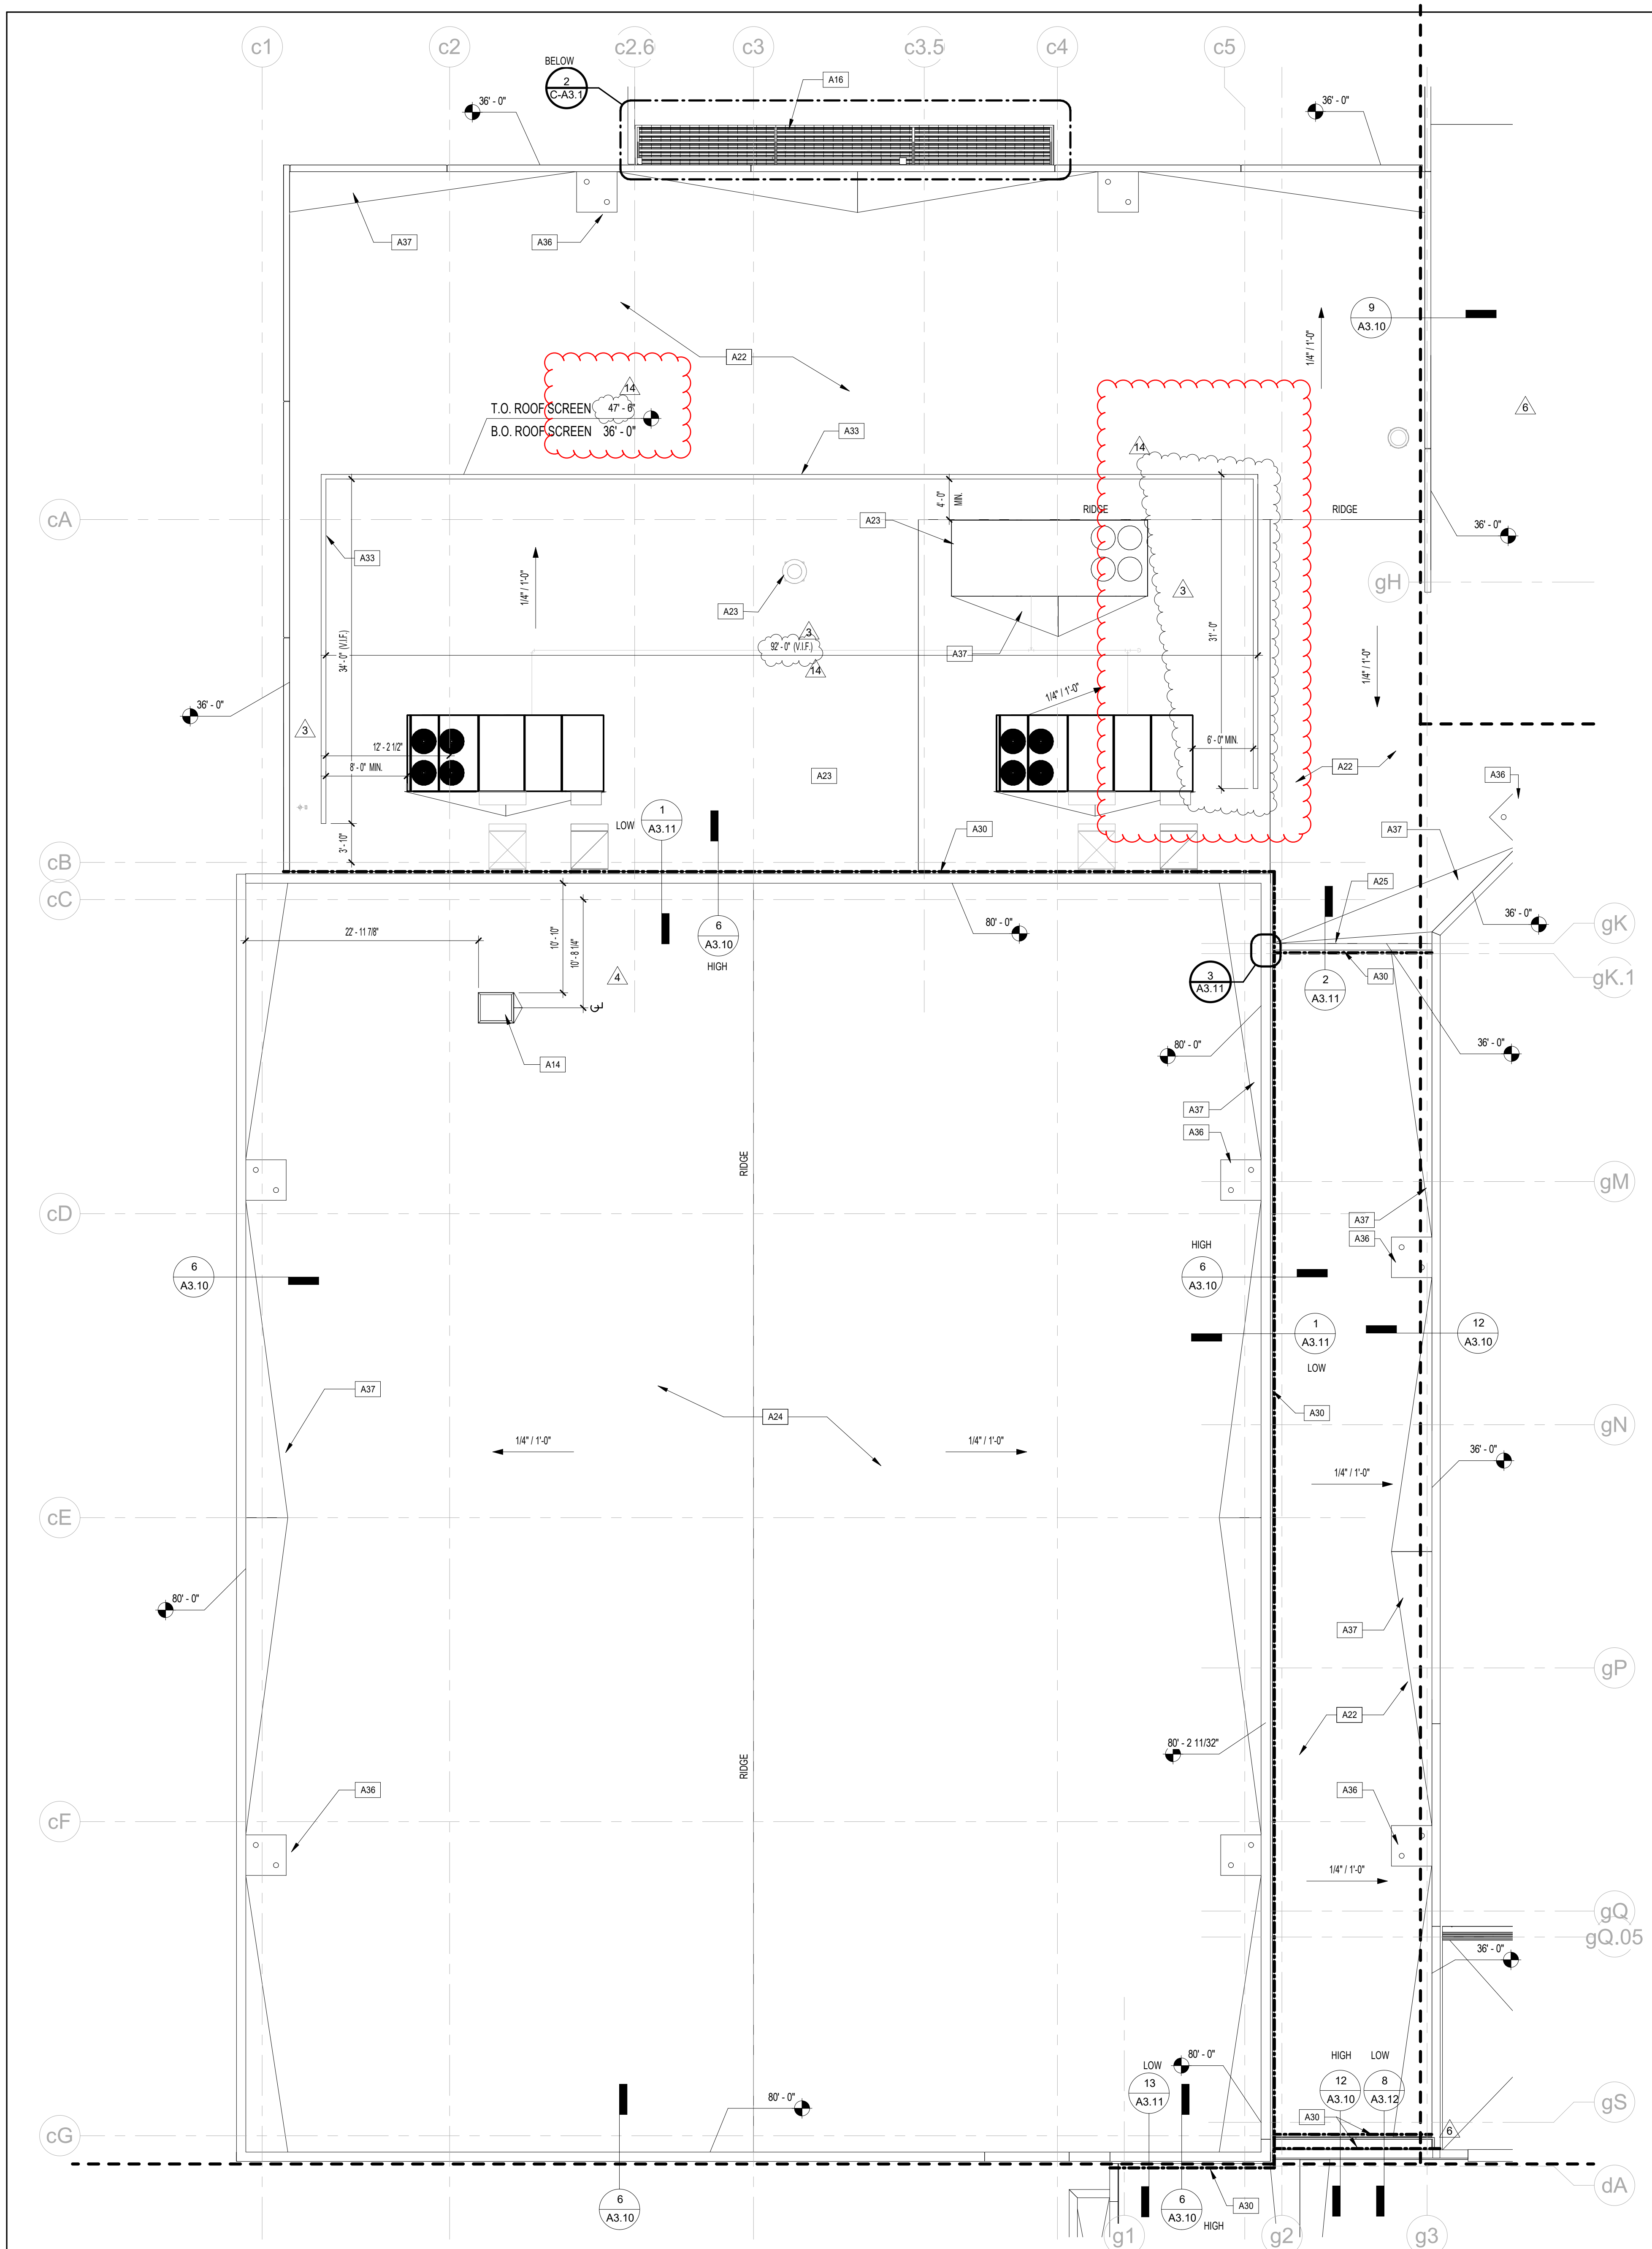 c1
c2
c2.6
c3
c3.5
c4
c5
BELOW
2
C-A3.1
A16
36' - 0"
36' - 0"
A37
A36
9
A3.10
1/4" / 1'-0"
A22
14
6
T.O. ROOF SCREEN 47' - 6"
B.O. ROOF SCREEN 36' - 0"
A33
14
4' - 0"
MIN.
RIDGE
RIDGE
cA
A23
36' - 0"
A33
gH
1/4" / 1'-0"
A23
3
31' - 0"
34' - 0" (V.I.F.)
3
92' - 0" (V.I.F.)
14
A37
1/4" / 1'-0"
1/4" / 1'-0"
36' - 0"
3
12' - 2 1/2"
6' - 0" MIN.
8' - 0" MIN.
A23
A22
A36
1
A3.11
LOW
A30
A37
3' - 10"
cB
A25
cC
80' - 0"
36' - 0"
gK
22' - 11 7/8"
10' - 10"
10' - 8 1/4"
6
A3.10
HIGH
4
3
A3.11
2
A3.11
A30
gK.1
CL
A14
80' - 0"
36' - 0"
A37
A36
RIDGE
gM
cD
A37
A36
HIGH
6
A3.10
6
A3.10
1
A3.11
LOW
12
A3.10
A37
A24
A30
gN
1/4" / 1'-0"
1/4" / 1'-0"
36' - 0"
1/4" / 1'-0"
cE
80' - 0"
A37
gP
A22
80' - 2 11/32"
RIDGE
A36
A36
cF
1/4" / 1'-0"
gQ
gQ.05
36' - 0"
80' - 0"
LOW
13
A3.11
HIGH
LOW
12
A3.10
8
A3.12
80' - 0"
A30
6
gS
cG
dA
6
A3.10
6
A3.10
HIGH
A30
g1
g2
g3